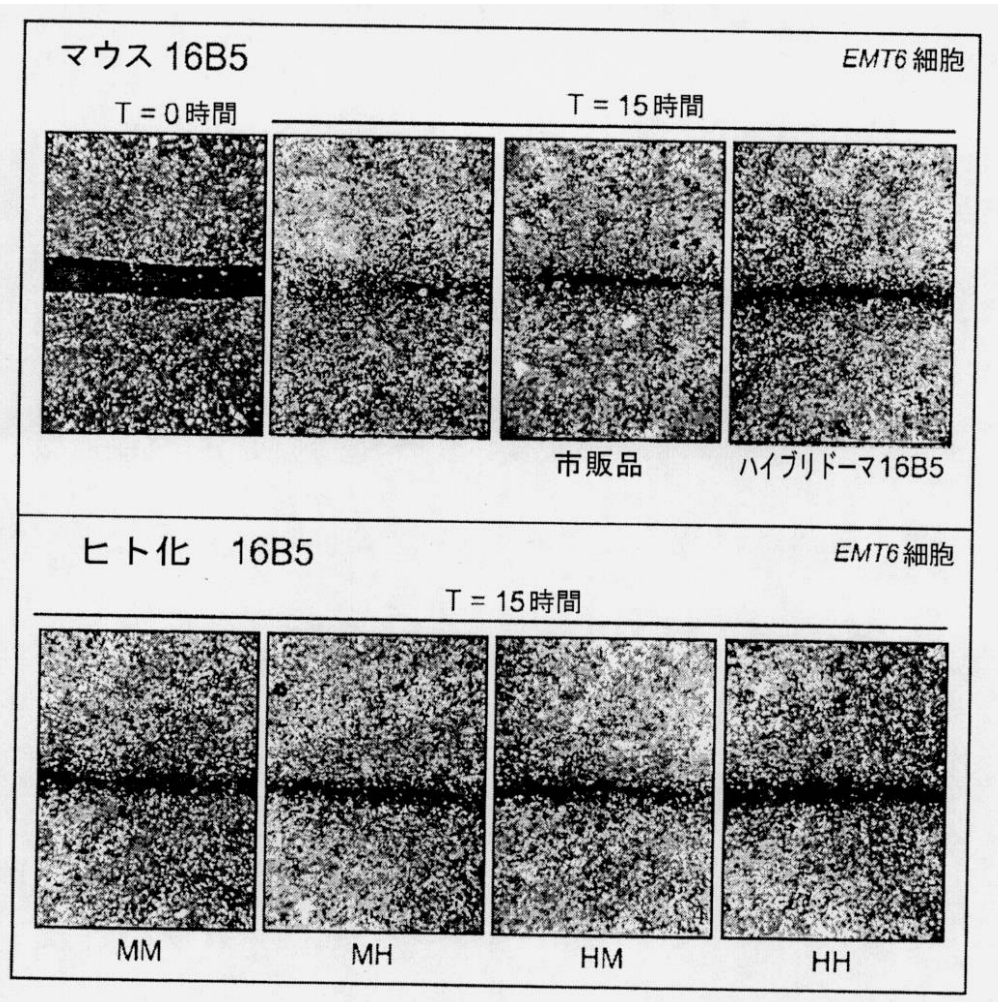 マウス 16B5
EMT6 細胞
T = 0 時間
T = 15 時間
市販品
ハイブリドーマ16B5
ヒト化 16B5
EMT6 細胞
T = 15 時間
MM
MH
HM
HH